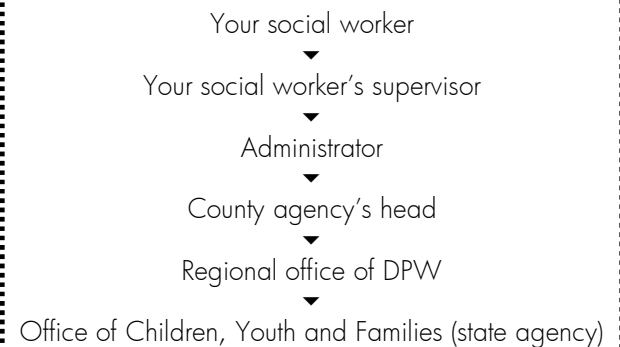 Your social worker
Your social worker’s supervisor
Administrator
County agency’s head
Regional office of DPW
Office of Children, Youth and Families (state agency)